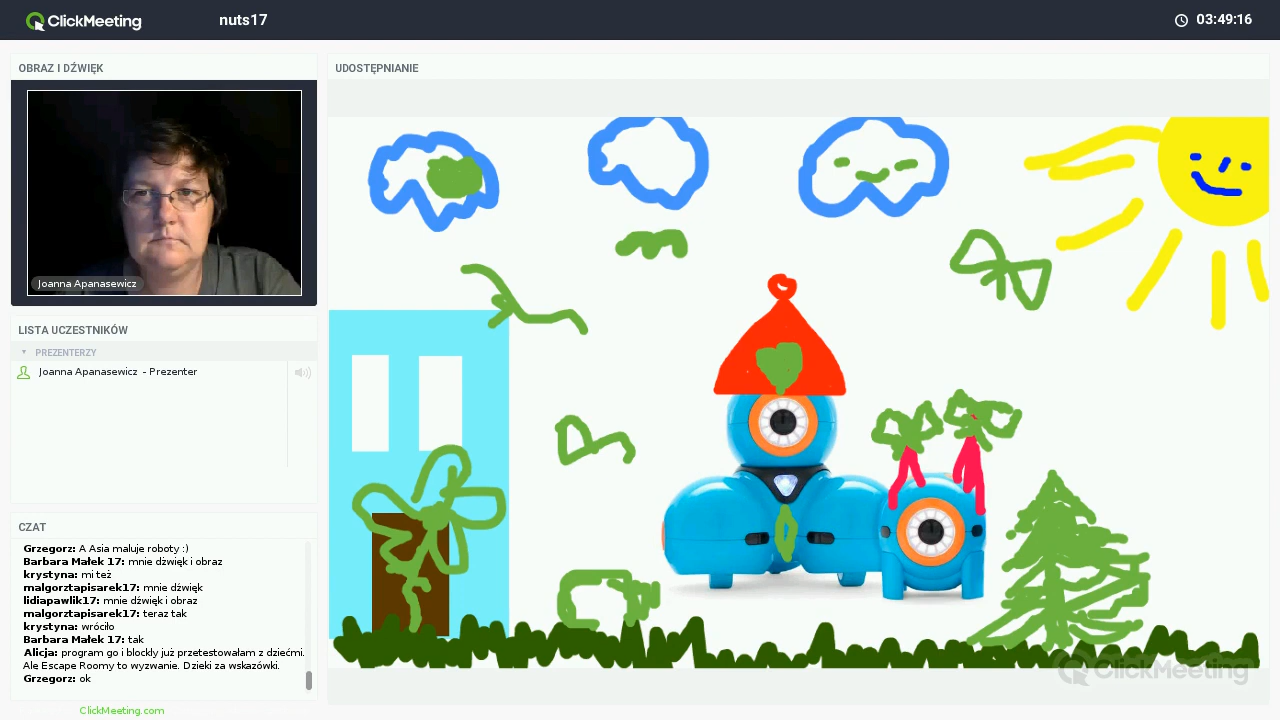 ClickMeeting
nuts17
03:49:16
OBRAZ I DŹWIĘK
Joanna Apanasewicz
LISTA UCZESTNIKÓW
PREZENTERZY
Joanna Apanasewicz - Prezenter
CZAT
Grzegorz: A Asia maluje roboty :)
Barbara Małek 17: mnie dźwięk i obraz
krystyna: mi też
malgorztapisarek17: mnie dźwięk
lidiapawlik17: mnie dźwięk i obraz
malgorztapisarek17: teraz tak
krystyna: wróciło
Barbara Małek 17: tak
Alicja: program go i blockly już przetestowałam z dziećmi.
Ale Escape Roomy to wyzwanie. Dzieki za wskazówki.
Grzegorz: ok
ClickMeeting.com
UDOSTĘPNIANIE
ClickMeeting